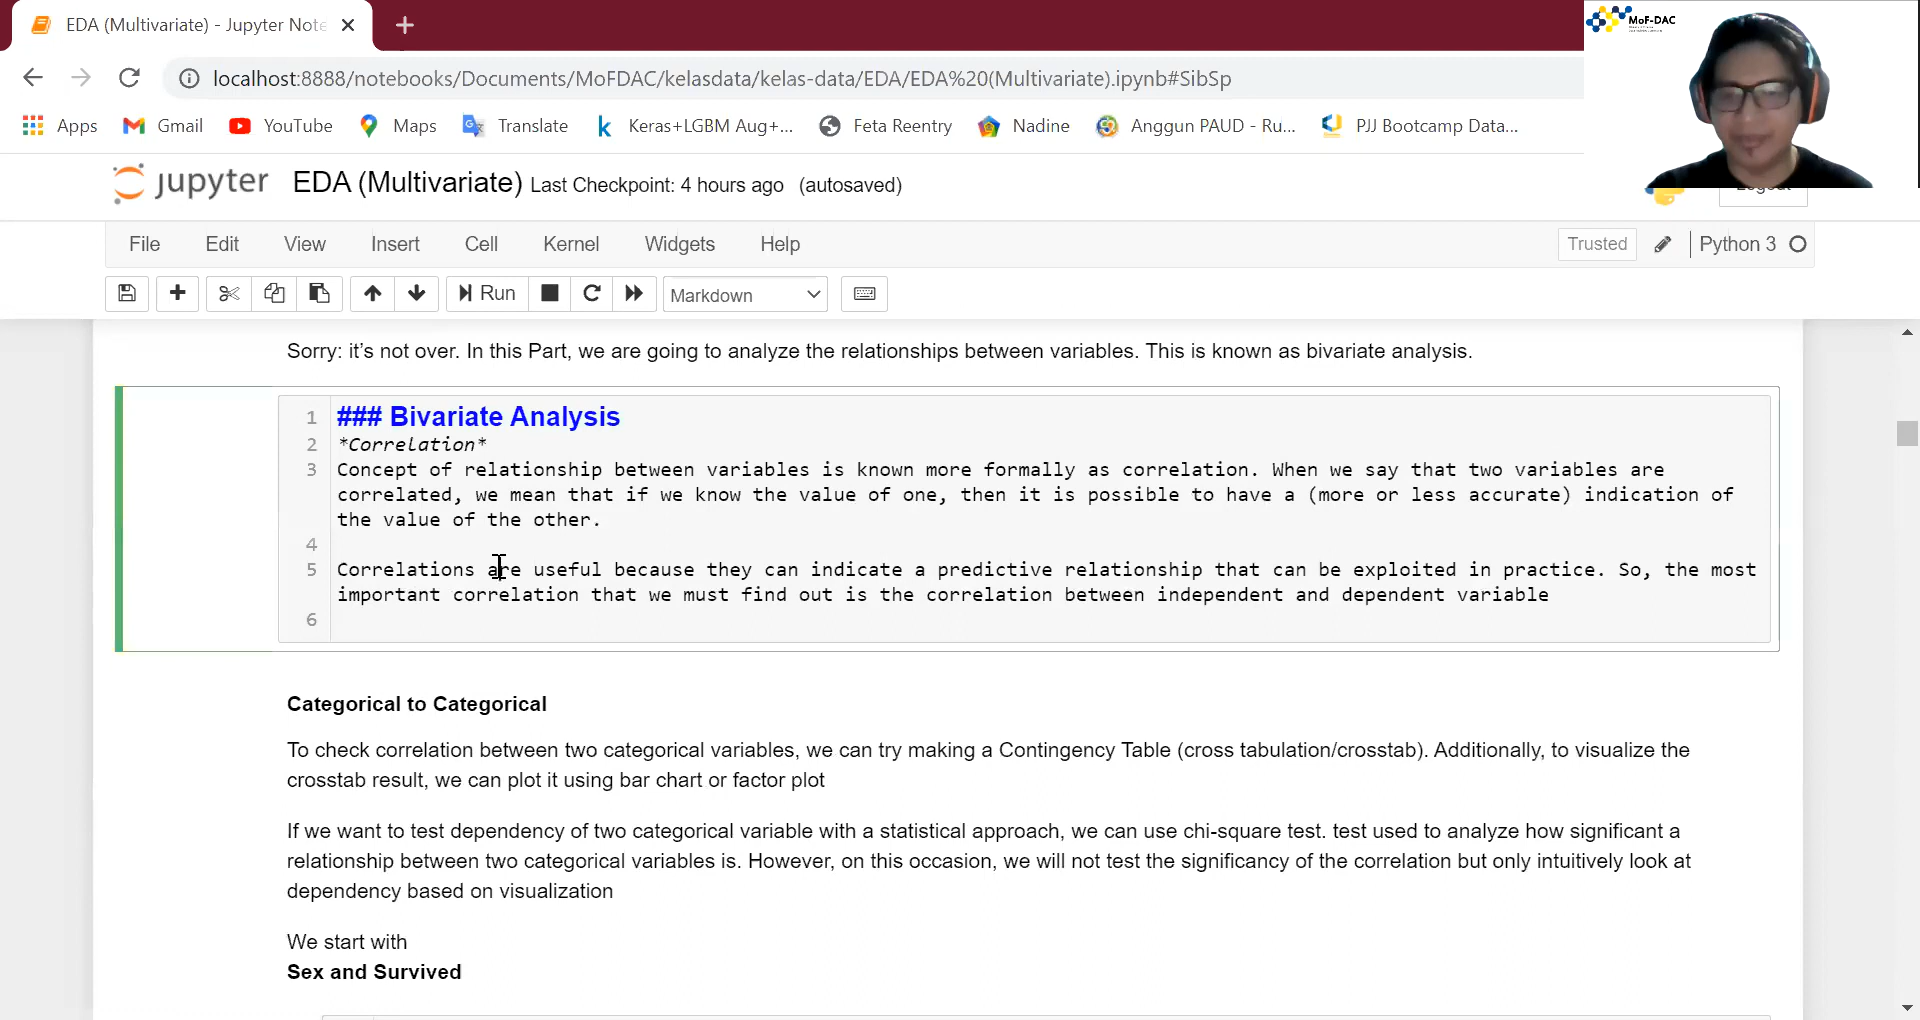 EDA (Multivariate) - Jupyter Note
localhost:8888/notebooks/Documents/MoFDAC/kelasdata/kelas-data/EDA/EDA%20(Multivariate).ipynb#SibSp
MoF-DAC
Apps Gmail YouTube Maps Translate Keras+LGBM Aug+... Feta Reentry Nadine Anggun PAUD - Ru... PJJ Bootcamp Data...
jupyter EDA (Multivariate) Last Checkpoint: 4 hours ago (autosaved)
Logout
File Edit View Insert Cell Kernel Widgets Help Trusted Python 3
Run Markdown
Sorry: it's not over. In this Part, we are going to analyze the relationships between variables. This is known as bivariate analysis.
1 ### Bivariate Analysis
2 *Correlation*
3 Concept of relationship between variables is known more formally as correlation. When we say that two variables are
correlated, we mean that if we know the value of one, then it is possible to have a (more or less accurate) indication of
the value of the other.
4
5 Correlations are useful because they can indicate a predictive relationship that can be exploited in practice. So, the most
important correlation that we must find out is the correlation between independent and dependent variable
6
Categorical to Categorical
To check correlation between two categorical variables, we can try making a Contingency Table (cross tabulation/crosstab). Additionally, to visualize the
crosstab result, we can plot it using bar chart or factor plot
If we want to test dependency of two categorical variable with a statistical approach, we can use chi-square test. test used to analyze how significant a
relationship between two categorical variables is. However, on this occasion, we will not test the significancy of the correlation but only intuitively look at
dependency based on visualization
We start with
Sex and Survived